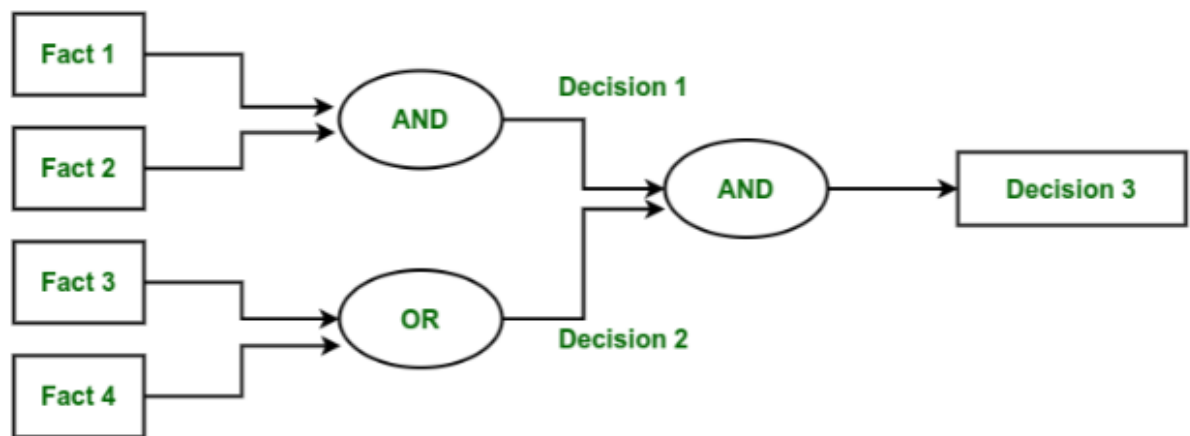 Fact 1
Fact 2
Fact 3
Fact 4
AND
OR
Decision 1
Decision 2
AND
Decision 3